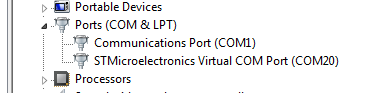 Portable Devices
Ports (COM & LPT)
Communications Port (COM1)
STMicroelectronics Virtual COM Port (COM20)
Processors